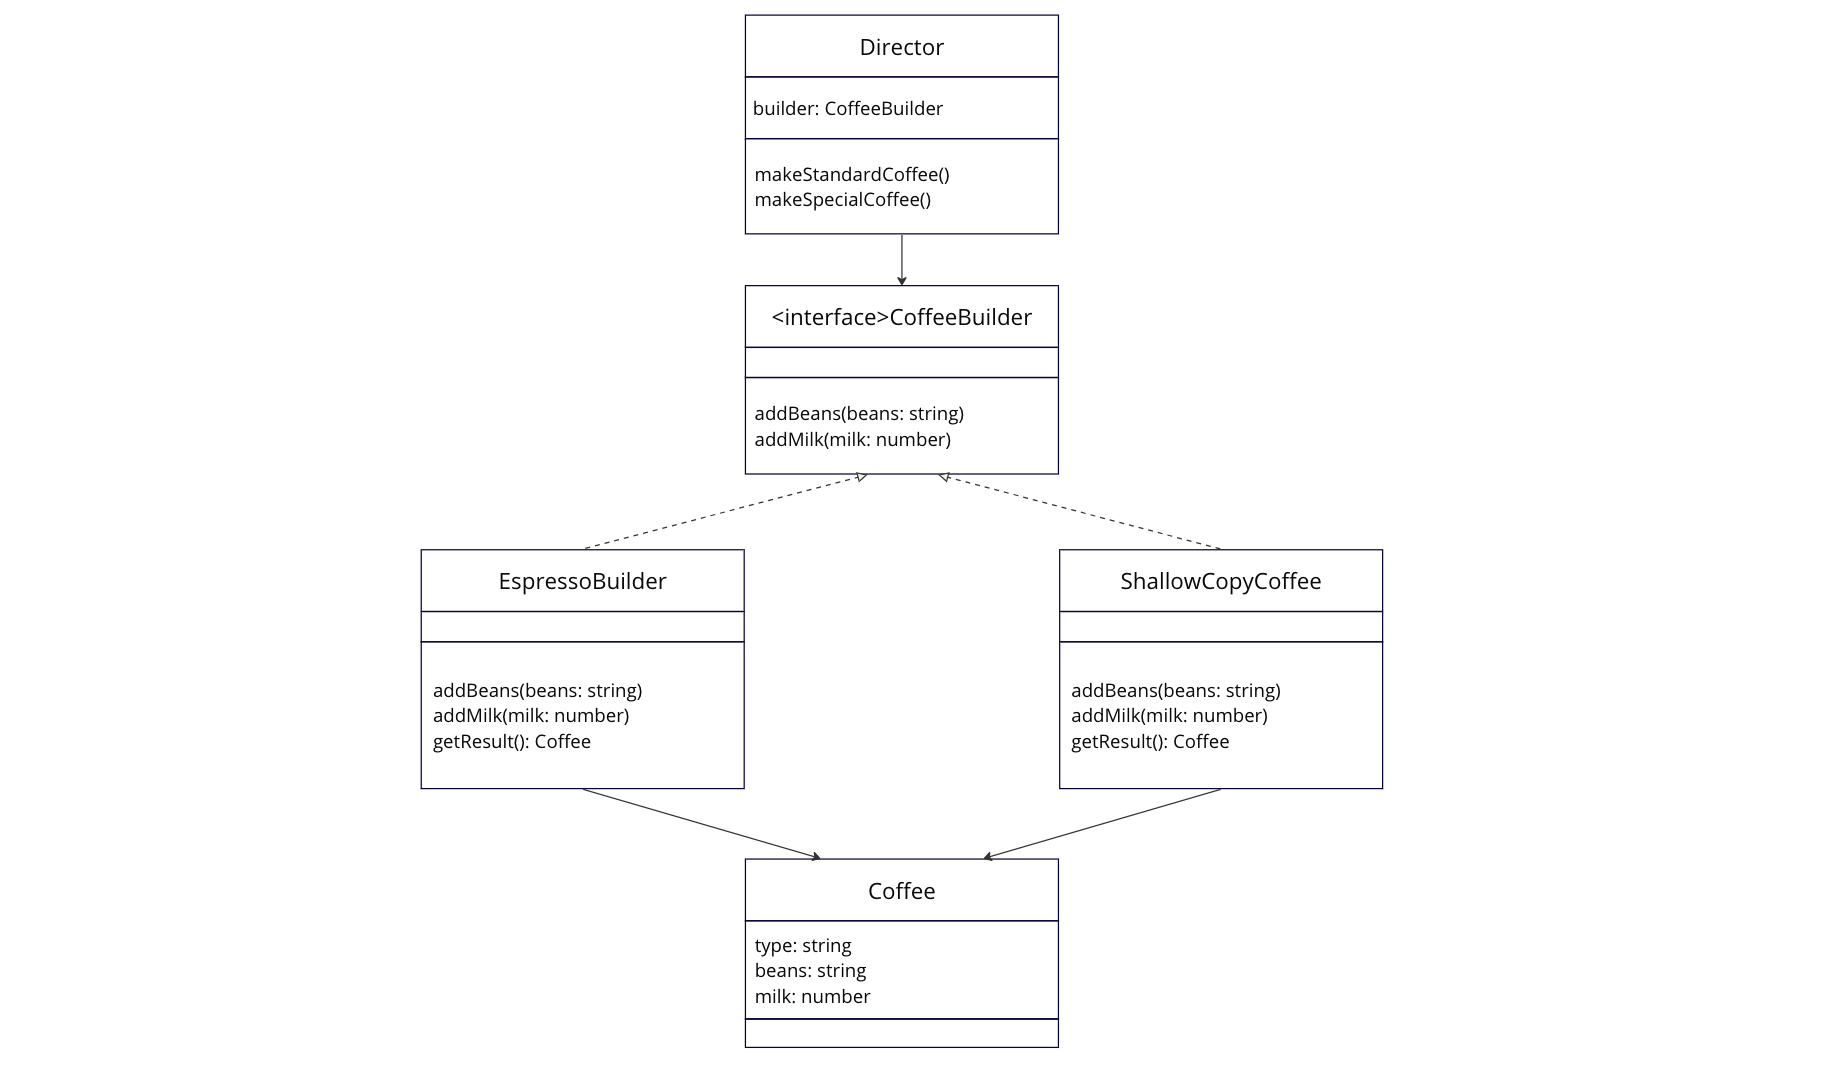 Director
builder: CoffeeBuilder
makeStandardCoffee()
makeSpecialCoffee()
<interface>CoffeeBuilder
addBeans(beans: string)
addMilk(milk: number)
EspressoBuilder
addBeans(beans: string)
addMilk(milk: number)
getResult(): Coffee
ShallowCopyCoffee
addBeans(beans: string)
addMilk(milk: number)
getResult(): Coffee
Coffee
type: string
beans: string
milk: number